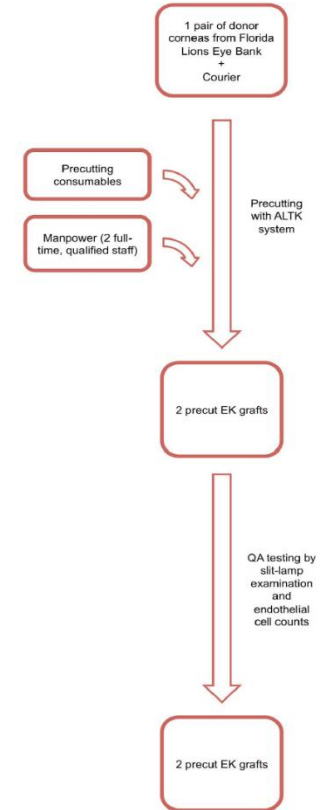 1 pair of donor
corneas from Florida
Lions Eye Bank
+
Courier
Precutting
consumables
Precutting
with ALTK
system
Manpower (2 full-
time, qualified staff)
2 precut EK grafts
QA testing by
slit-lamp
examination
and
endothelial
cell counts
2 precut EK grafts